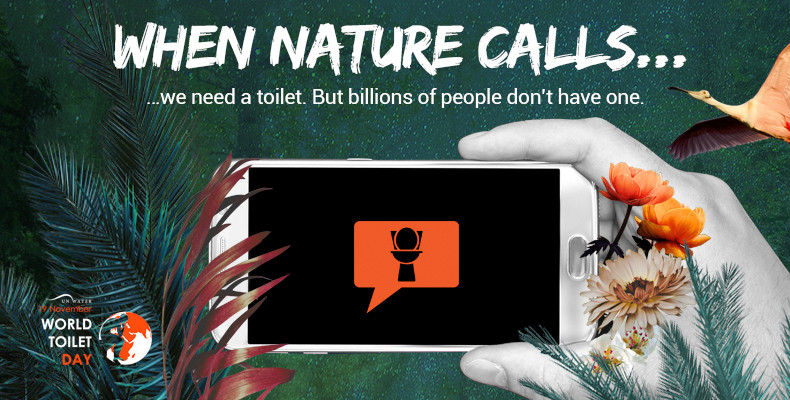 WHEN NATURE CALLS...
...we need a toilet. But billions of people don't have one.
UN WATER
19 November
WORLD
TOILET
DAY